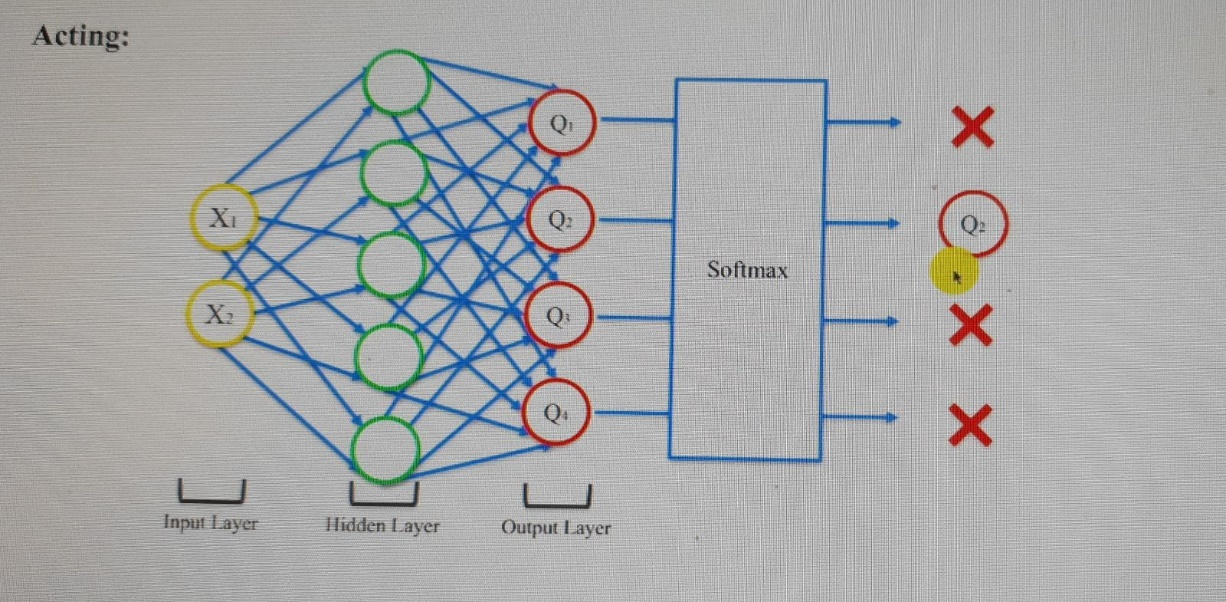 Acting:
X1
X2
Q1
Q2
Q3
Q4
Softmax
Q2
Input Layer
Hidden Layer
Output Layer